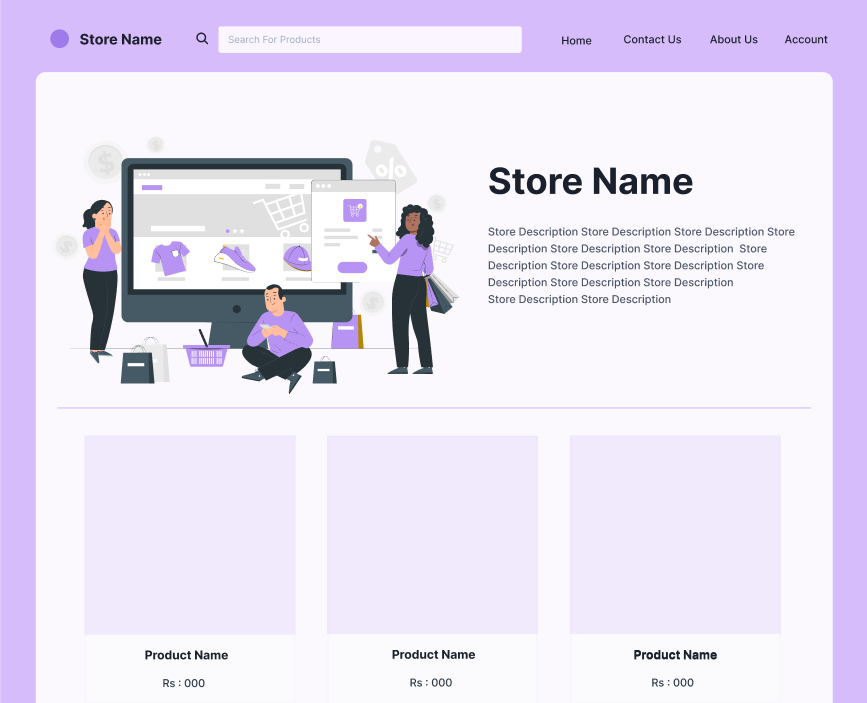 Store Name
Search For Products
Home
Contact Us
About Us
Account
$
$
%
$
$
$
Store Name
Store Description Store Description Store Description Store
Description Store Description Store Description  Store
Description Store Description Store Description Store
Description Store Description Store Description
Store Description Store Description
Product Name
Product Name
Product Name
Rs : 000
Rs : 000
Rs : 000